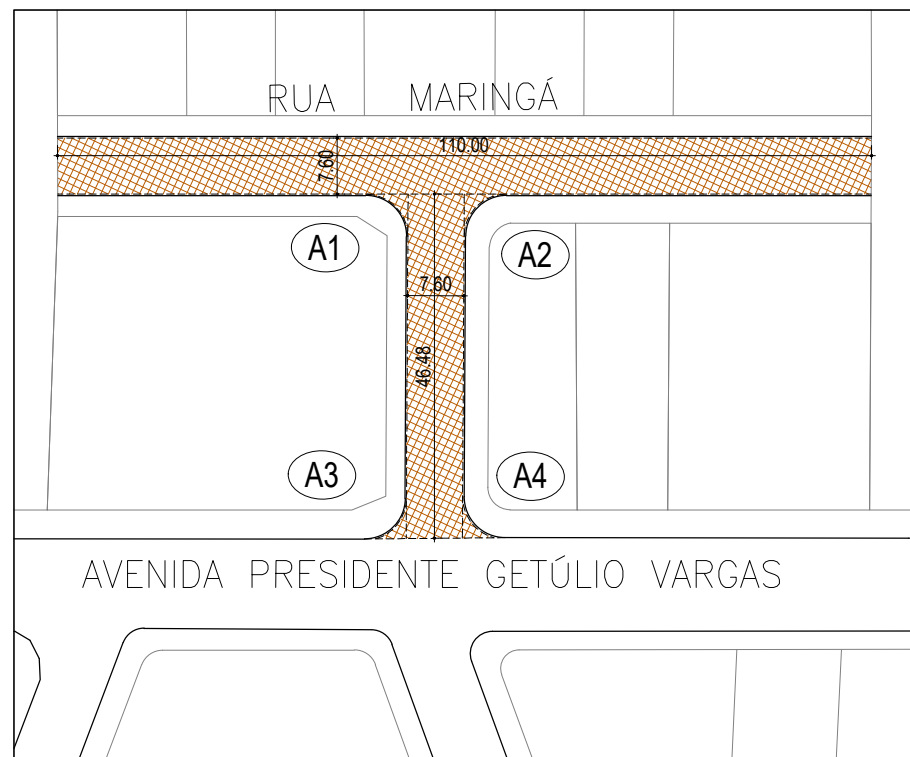 RUA MARINGÁ
110.00
7.60
A1
A2
7.60
46.48
A3
A4
AVENIDA PRESIDENTE GETÚLIO VARGAS